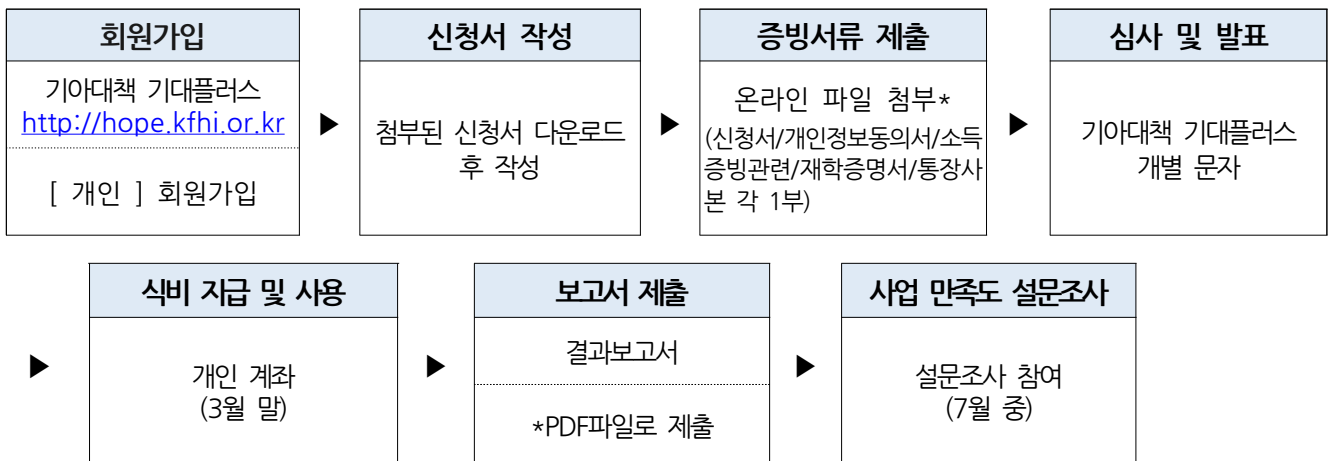 회원가입
기아대책 기대플러스
http://hope.kfhi.or.kr
[ 개인 ] 회원가입
▶
신청서 작성
첨부된 신청서 다운로드
후 작성
▶
증빙서류 제출
온라인 파일 첨부*
(신청서/개인정보동의서/소득
증빙관련/재학증명서/통장사
본 각 1부)
▶
심사 및 발표
기아대책 기대플러스
개별 문자
▶
식비 지급 및 사용
개인 계좌
(3월 말)
▶
보고서 제출
결과보고서
*PDF파일로 제출
▶
사업 만족도 설문조사
설문조사 참여
(7월 중)